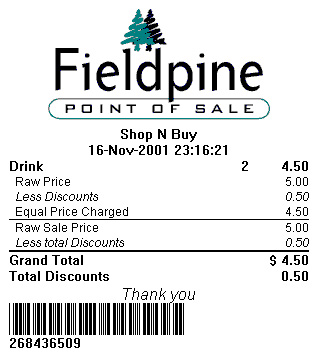 Fieldpine
POINT OF SALE
Shop N Buy
16-Nov-2001 23:16:21
Drink 2 4.50
Raw Price 5.00
Less Discounts 0.50
Equal Price Charged 4.50
Raw Sale Price 5.00
Less total Discounts 0.50
Grand Total $ 4.50
Total Discounts 0.50
Thank you
268436509